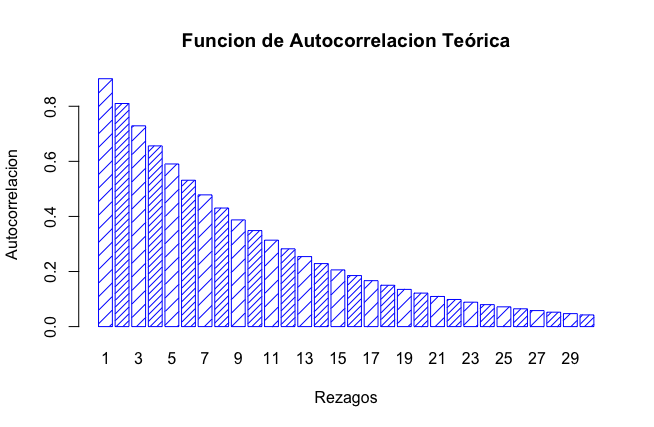 Funcion de Autocorrelacion Teórica
Autocorrelacion
0.8
0.6
0.4
0.2
0.0
1 3 5 7 9 11 13 15 17 19 21 23 25 27 29
Rezagos